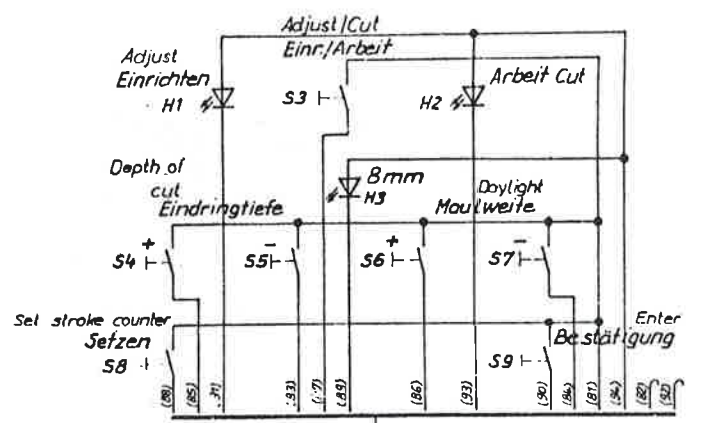 Adjust/Cut
Einr./Arbeit
Adjust
Einrichten
H1
S3
H2
Arbeit Cut
Depth of
cut
Eindringtiefe
8mm
H3
Daylight
Maulweite
S4 +
S5 -
S6 +
S7 -
Set stroke counter
Setzen
S8
Enter
Bestätigung
S9
(88) (85) (89) (86) (93) (90) (84) (81) (94) (82) (92)